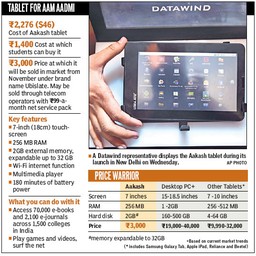 TABLET FOR AAM AADMI
₹2,276 ($46)
Cost of Aakash tablet
₹1,400 Cost at which
students can buy it
₹3,000 Price at which it
will be sold in market from
November under brand
name Ubislate. May be
sold through telecom
operators with ₹99-a-
month net service pack
Key features
7-inch (18cm) touch-
screen
256 MB RAM
2GB external memory,
expandable up to 32 GB
Wi-Fi internet function
Multimedia player
180 minutes of battery
power
What you can do with it
Access 70,000 e-books
and 2,100 e-journals
across 1,500 colleges
in India
Play games and videos,
surf the net
DATAWIND
A Datawind representative displays the Aakash tablet during its
launch in New Delhi on Wednesday.
AP PHOTO
PRICE WARRIOR
Aakash Desktop PC+ Other Tablets*
Screen 7 inches 15-18.5 inches 7 -10 inches
RAM 256MB 1 -2GB 256 -512 MB
Hard disk 2GB# 160-500 GB 4-64 GB
Price ₹3,000 ₹19,000-40,000 ₹9,990-32,000
#memory expandable to 32GB
+Based on current market trends
(* Includes Samsung Galaxy Tab, Apple iPad, Reliance and Beetel)